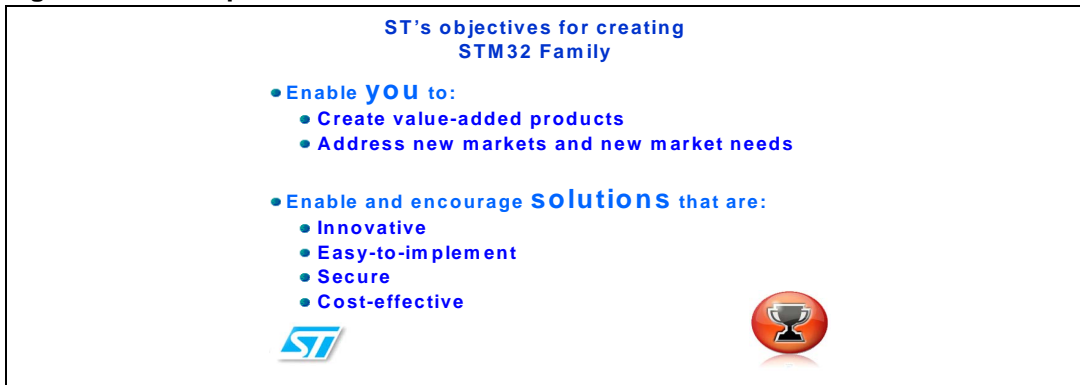 ST’s objectives for creating
STM32 Family
Enable you to:
Create value-added products
Address new markets and new market needs
Enable and encourage solutions that are:
Innovative
Easy-to-implement
Secure
Cost-effective
ST